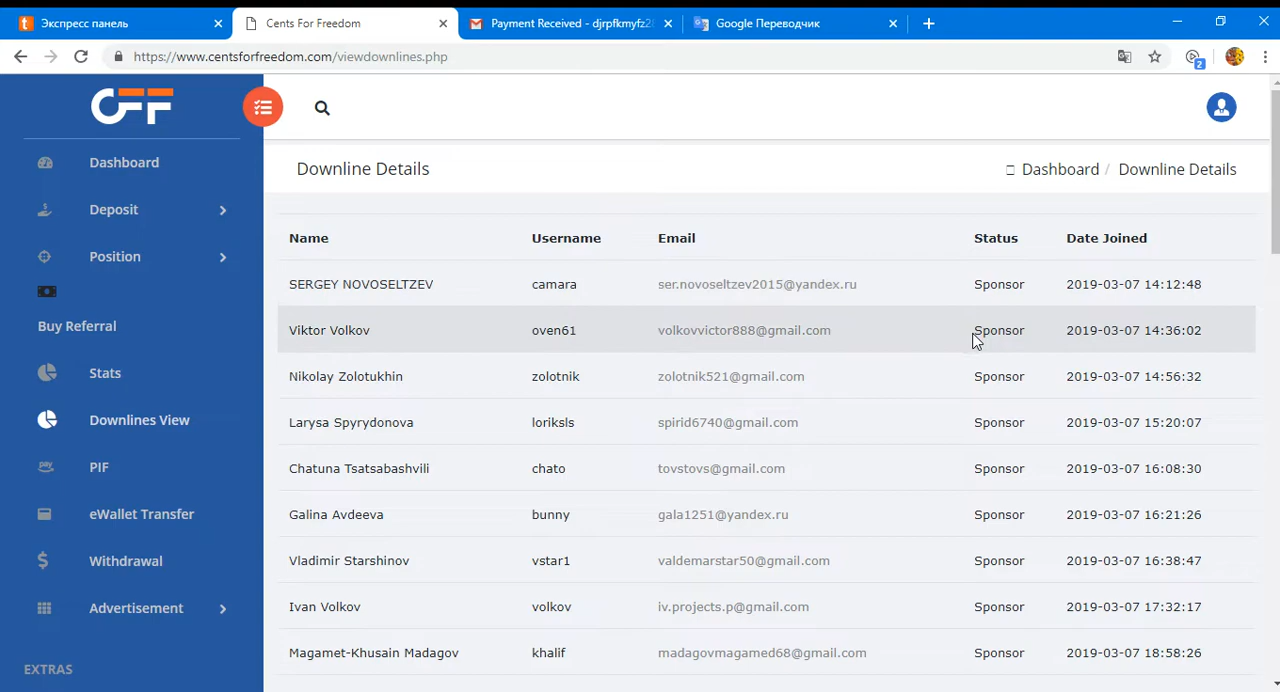 Экспресс панель
Cents For Freedom
Payment Received - djrpfkmyfz2
Google Переводчик
https://www.centsforfreedom.com/viewdownlines.php
2
CFF
Dashboard
Deposit
Position
Buy Referral
Stats
Downlines View
PIF
eWallet Transfer
Withdrawal
Advertisement
EXTRAS
Downline Details
Dashboard / Downline Details
Name Username Email Status Date Joined
SERGEY NOVOSELTZEV camara ser.novoseltzev2015@yandex.ru Sponsor 2019-03-07 14:12:48
Viktor Volkov oven61 volkovvictor888@gmail.com Sponsor 2019-03-07 14:36:02
Nikolay Zolotukhin zolotnik zolotnik521@gmail.com Sponsor 2019-03-07 14:56:32
Larysa Spyrydonova loriksls spirid6740@gmail.com Sponsor 2019-03-07 15:20:07
Chatuna Tsatsabashvili chato tovstovs@gmail.com Sponsor 2019-03-07 16:08:30
Galina Avdeeva bunny gala1251@yandex.ru Sponsor 2019-03-07 16:21:26
Vladimir Starshinov vstar1 valdemarstar50@gmail.com Sponsor 2019-03-07 16:38:47
Ivan Volkov volkov iv.projects.p@gmail.com Sponsor 2019-03-07 17:32:17
Magamet-Khusain Madagov khalif madagovmagamed68@gmail.com Sponsor 2019-03-07 18:58:26